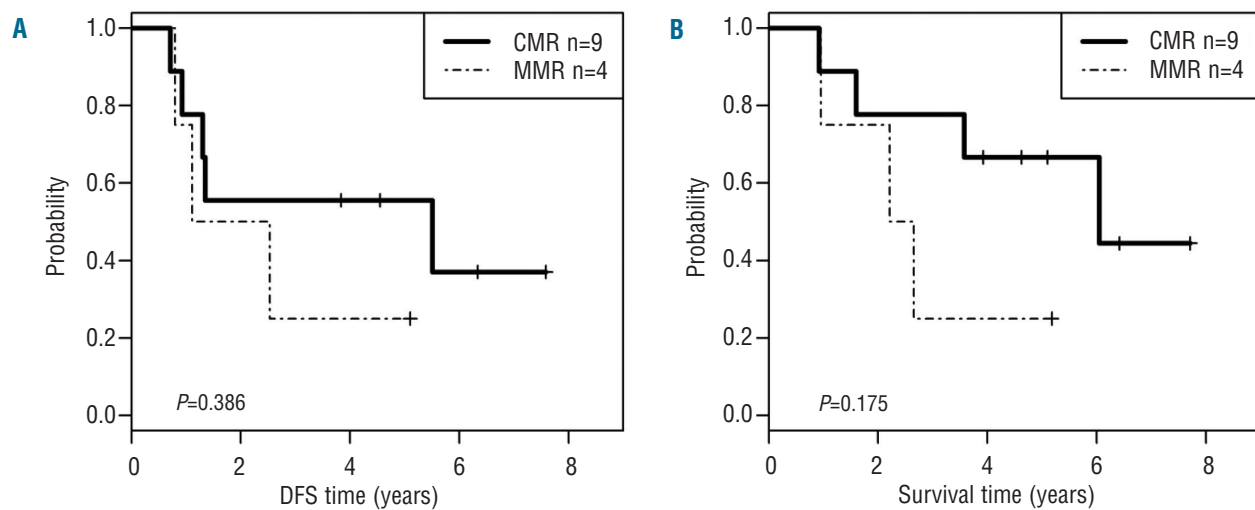 A
CMR n=9
MMR n=4
1.0
0.8
0.6
0.4
0.2
0.0
Probability
P=0.386
0 2 4 6 8
DFS time (years)
B
CMR n=9
MMR n=4
1.0
0.8
0.6
0.4
0.2
0.0
Probability
P=0.175
0 2 4 6 8
Survival time (years)